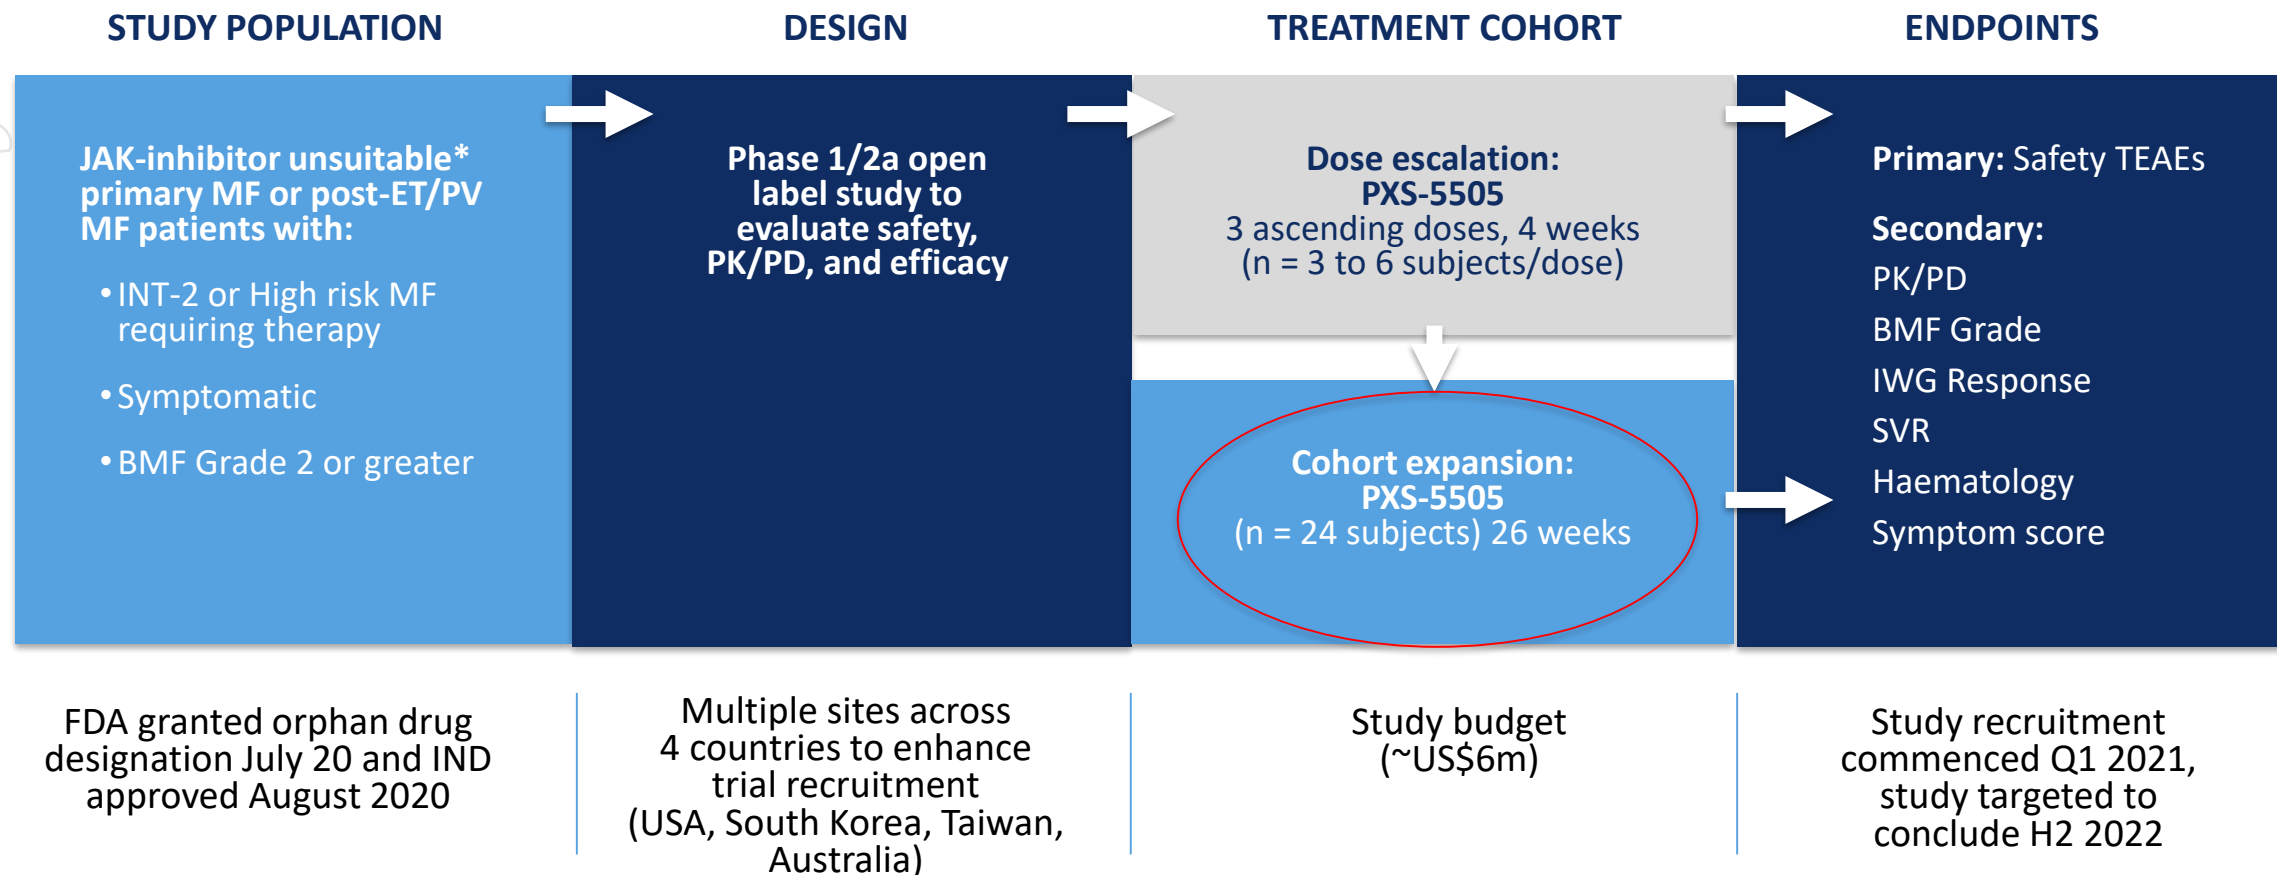 STUDY POPULATION
JAK-inhibitor unsuitable*
primary MF or post-ET/PV
MF patients with:
• INT-2 or High risk MF
requiring therapy
• Symptomatic
• BMF Grade 2 or greater
FDA granted orphan drug
designation July 20 and IND
approved August 2020
DESIGN
Phase 1/2a open
label study to
evaluate safety,
PK/PD, and efficacy
Multiple sites across
4 countries to enhance
trial recruitment
(USA, South Korea, Taiwan,
Australia)
TREATMENT COHORT
Dose escalation:
PXS-5505
3 ascending doses, 4 weeks
(n = 3 to 6 subjects/dose)
Cohort expansion:
PXS-5505
(n = 24 subjects) 26 weeks
Study budget
(~US$6m)
ENDPOINTS
Primary: Safety TEAEs
Secondary:
PK/PD
BMF Grade
IWG Response
SVR
Haematology
Symptom score
Study recruitment
commenced Q1 2021,
study targeted to
conclude H2 2022